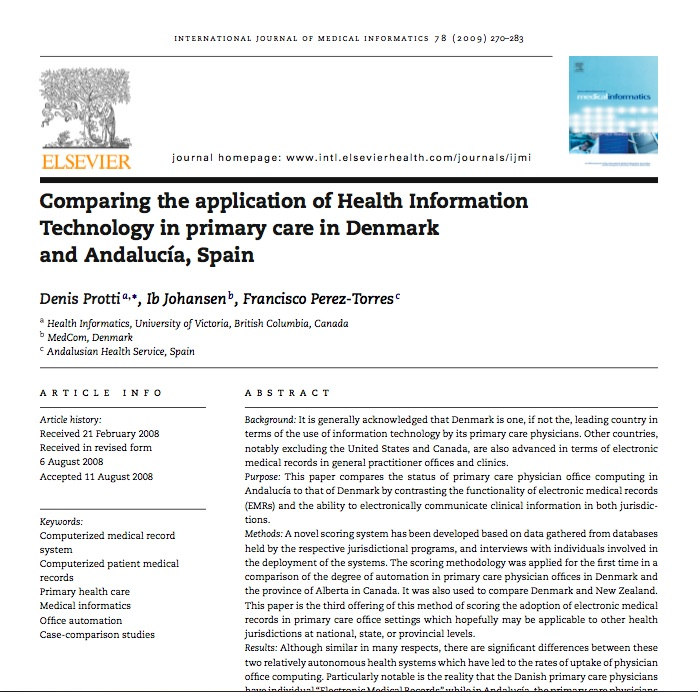 INTERNATIONAL JOURNAL OF MEDICAL INFORMATICS 78 (2009) 270–283
medicalinformatics
ELSEVIER
journal homepage: www.intl.elsevierhealth.com/journals/ijmi
Comparing the application of Health Information
Technology in primary care in Denmark
and Andalucía, Spain
Denis Protti a,*, Ib Johansen b, Francisco Perez-Torres c
a Health Informatics, University of Victoria, British Columbia, Canada
b MedCom, Denmark
c Andalusian Health Service, Spain
ARTICLE INFO
Article history:
Received 21 February 2008
Received in revised form
6 August 2008
Accepted 11 August 2008
Keywords:
Computerized medical record
system
Computerized patient medical
records
Primary health care
Medical informatics
Office automation
Case-comparison studies
ABSTRACT
Background: It is generally acknowledged that Denmark is one, if not the, leading country in
terms of the use of information technology by its primary care physicians. Other countries,
notably excluding the United States and Canada, are also advanced in terms of electronic
medical records in general practitioner offices and clinics.
Purpose: This paper compares the status of primary care physician office computing in
Andalucía to that of Denmark by contrasting the functionality of electronic medical records
(EMRs) and the ability to electronically communicate clinical information in both jurisdic-
tions.
Methods: A novel scoring system has been developed based on data gathered from databases
held by the respective jurisdictional programs, and interviews with individuals involved in
the deployment of the systems. The scoring methodology was applied for the first time in a
comparison of the degree of automation in primary care physician offices in Denmark and
the province of Alberta in Canada. It was also used to compare Denmark and New Zealand.
This paper is the third offering of this method of scoring the adoption of electronic medical
records in primary care office settings which hopefully may be applicable to other health
jurisdictions at national, state, or provincial levels.
Results: Although similar in many respects, there are significant differences between these
two relatively autonomous health systems which have led to the rates of uptake of physician
office computing. Particularly notable is the reality that the Danish primary care physicians
have individual "Electronic Medical Records" while in Andalucía, the primary care physicians